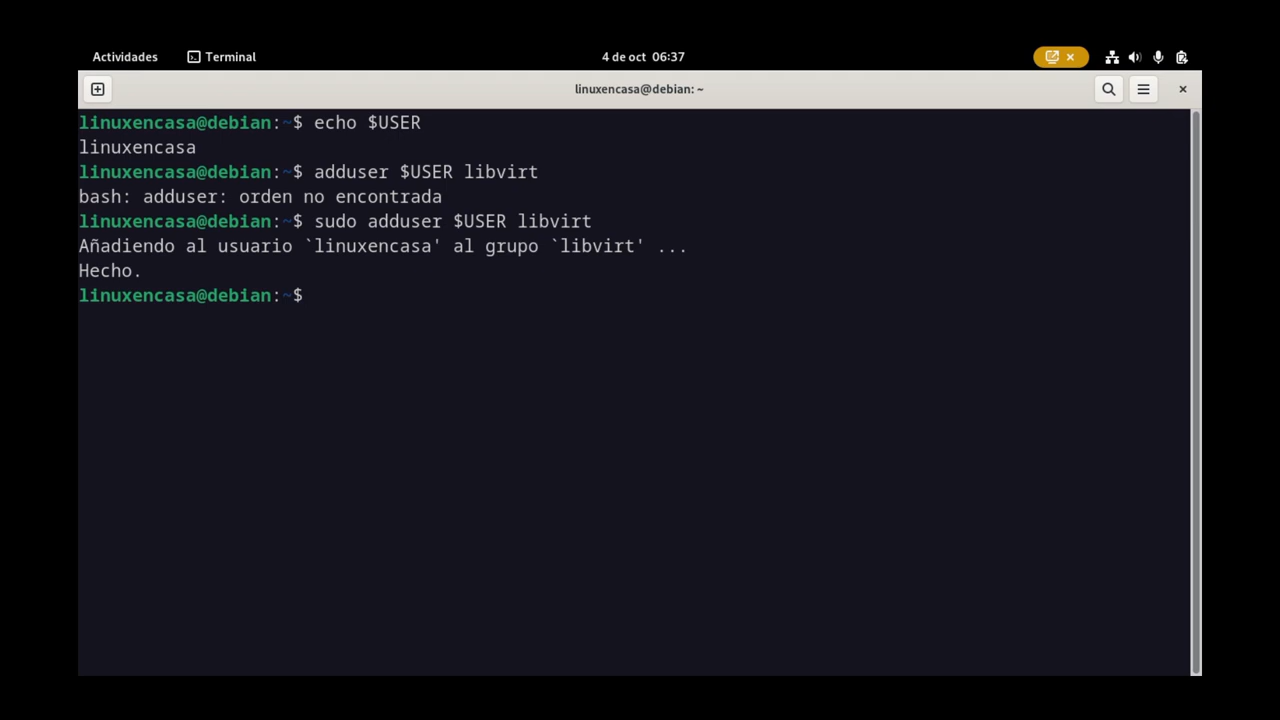 Actividades Terminal 4 de oct 06:37
linuxencasa@debian: ~
linuxencasa@debian:~$ echo $USER
linuxencasa
linuxencasa@debian:~$ adduser $USER libvirt
bash: adduser: orden no encontrada
linuxencasa@debian:~$ sudo adduser $USER libvirt
Añadiendo al usuario `linuxencasa' al grupo `libvirt' ...
Hecho.
linuxencasa@debian:~$